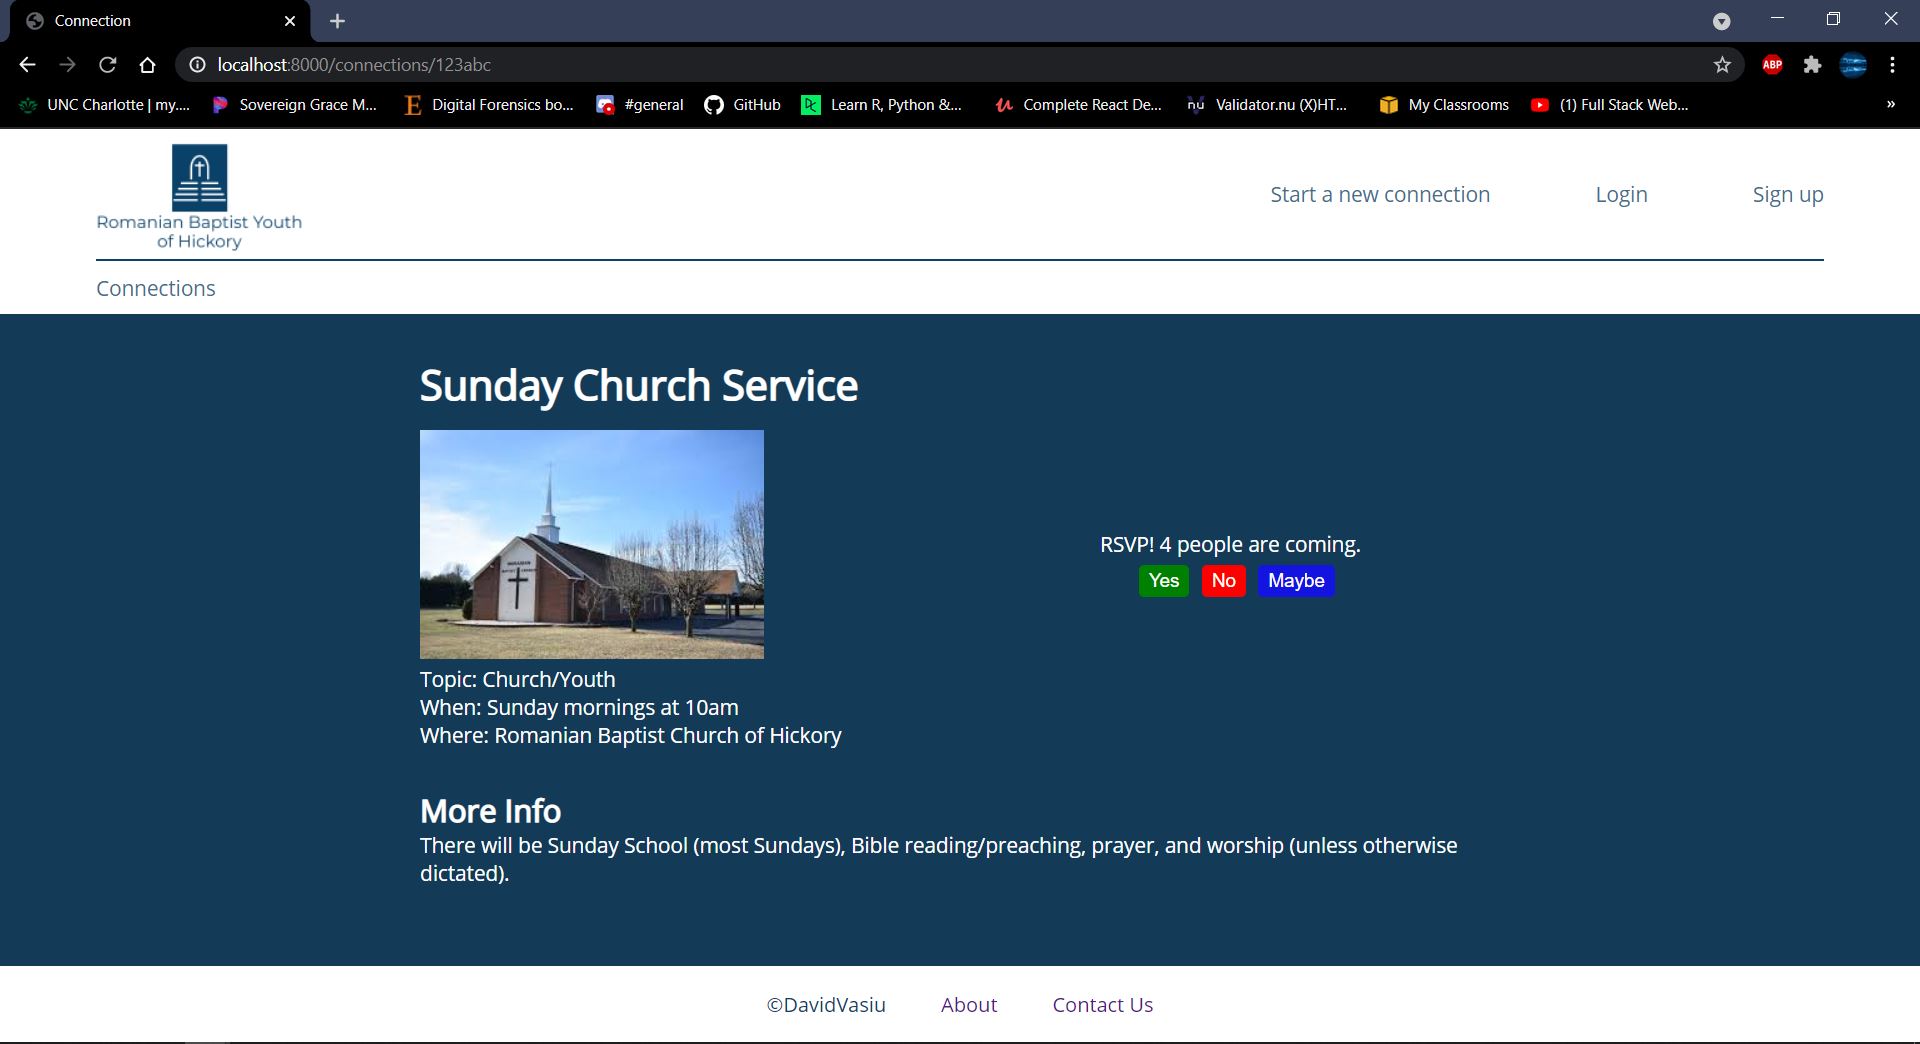 Connection
localhost:8000/connections/123abc
ABP
UNC Charlotte | my....
Sovereign Grace M...
Digital Forensics bo...
#general
GitHub
Learn R, Python &...
Complete React De...
nu Validator.nu (X)HT...
My Classrooms
(1) Full Stack Web...
»
Romanian Baptist Youth
of Hickory
Start a new connection
Login
Sign up
Connections
Sunday Church Service
RSVP! 4 people are coming.
Yes
No
Maybe
Topic: Church/Youth
When: Sunday mornings at 10am
Where: Romanian Baptist Church of Hickory
More Info
There will be Sunday School (most Sundays), Bible reading/preaching, prayer, and worship (unless otherwise
dictated).
©DavidVasiu
About
Contact Us